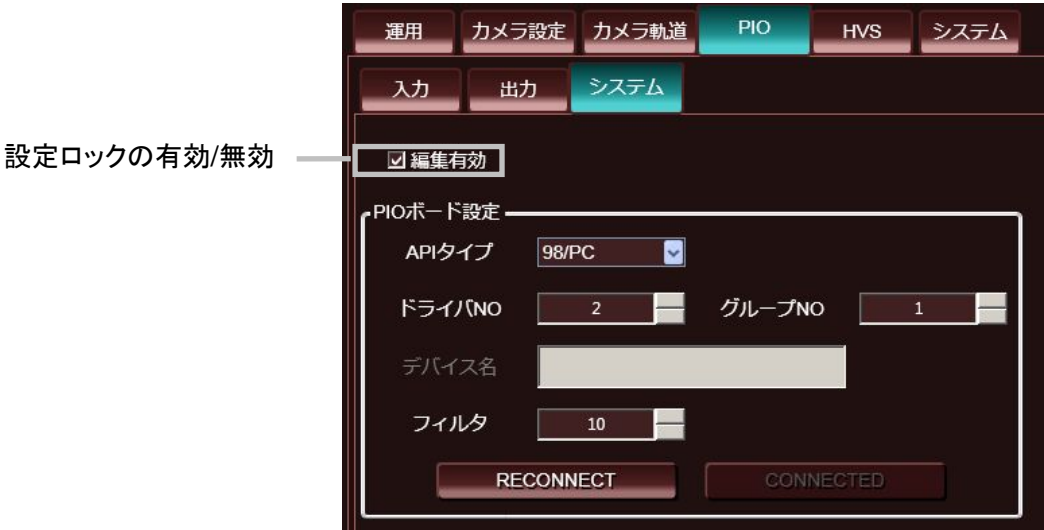 運用 カメラ設定 カメラ軌道 PIO HVS システム
入力 出力 システム
設定ロックの有効/無効
編集有効
PIOボード設定
APIタイプ 98/PC
ドライバNO 2 グループNO 1
デバイス名
フィルタ 10
RECONNECT CONNECTED